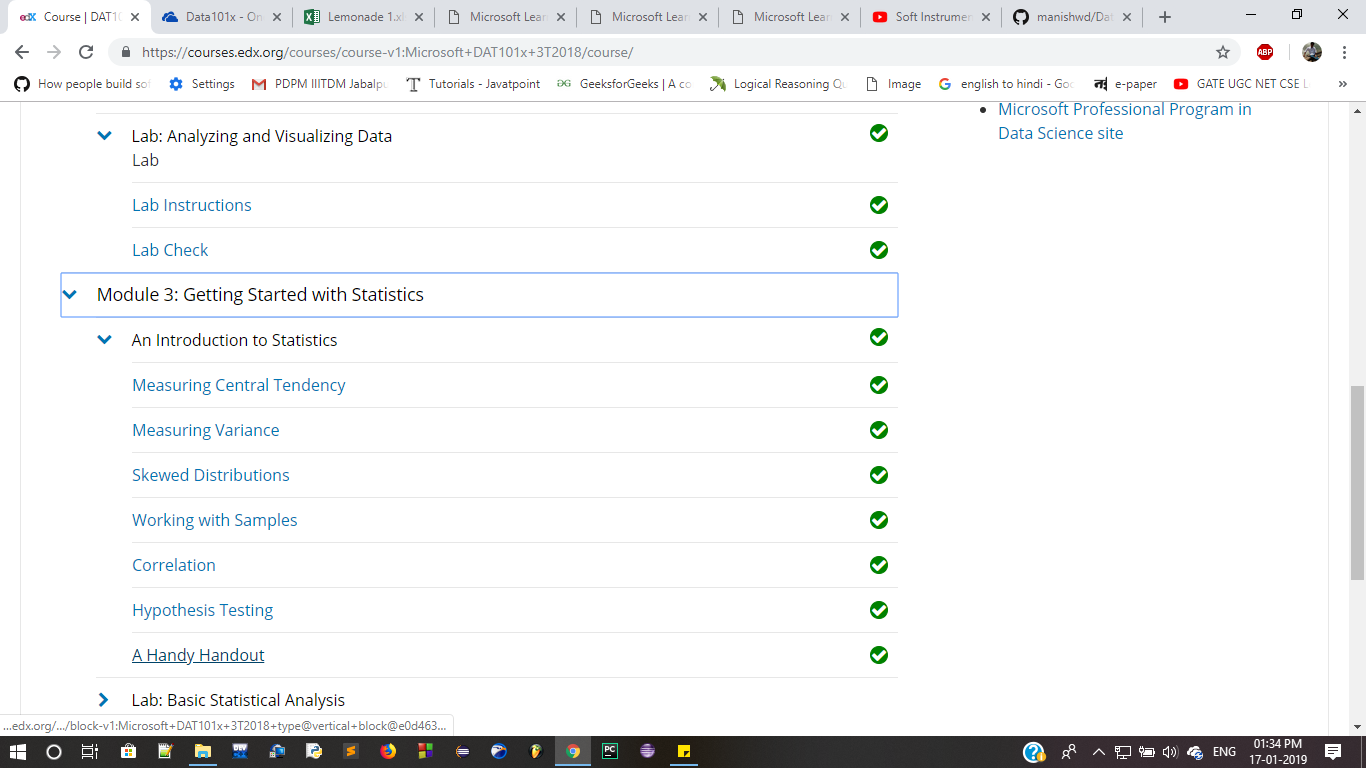 edX Course | DAT10
Data101x - On
Lemonade 1.xl
Microsoft Lear
Microsoft Lear
Microsoft Lear
Soft Instrumen
manishwd/Dat
https://courses.edx.org/courses/course-v1:Microsoft+DAT101x+3T2018/course/
ABP
How people build sof
Settings
PDPM IIITDM Jabalpu
Tutorials - Javatpoint
GeeksforGeeks | A co
Logical Reasoning Qu
Image
english to hindi - Goo
e-paper
GATE UGC NET CSE L
»
Microsoft Professional Program in
Data Science site
Lab: Analyzing and Visualizing Data
Lab
Lab Instructions
Lab Check
Module 3: Getting Started with Statistics
An Introduction to Statistics
Measuring Central Tendency
Measuring Variance
Skewed Distributions
Working with Samples
Correlation
Hypothesis Testing
A Handy Handout
Lab: Basic Statistical Analysis
...edx.org/.../block-v1:Microsoft+DAT101x+3T2018+type@vertical+block@e0d463...
DEV
PC
ENG
01:34 PM
17-01-2019